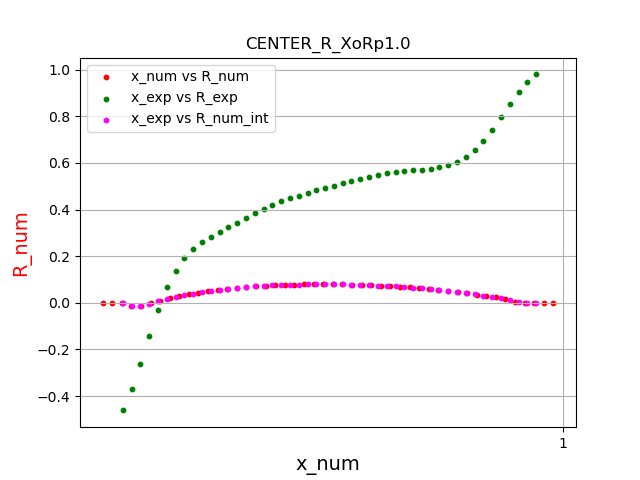 CENTER_R_XoRp1.0
x_num vs R_num
x_exp vs R_exp
x_exp vs R_num_int
1.0
0.8
0.6
0.4
0.2
0.0
−0.2
−0.4
R_num
1
x_num